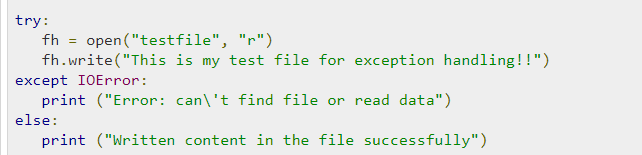 try:
   fh = open("testfile", "r")
   fh.write("This is my test file for exception handling!!")
except IOError:
   print ("Error: can\'t find file or read data")
else:
   print ("Written content in the file successfully")